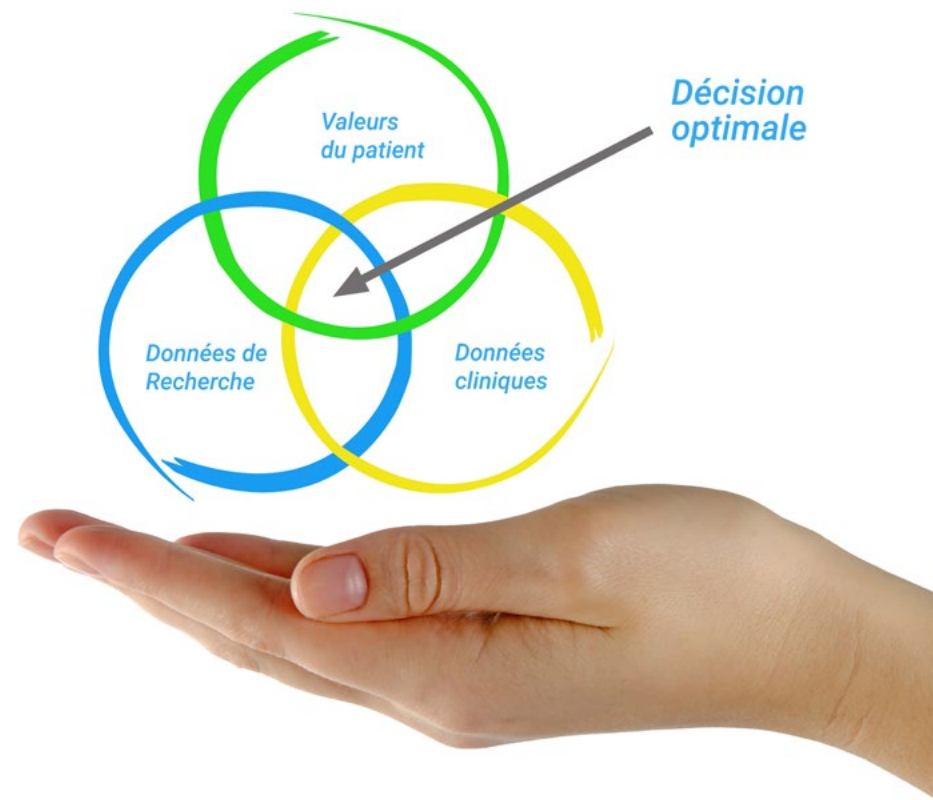 Valeurs
du patient
Décision
optimale
Données de
Recherche
Données
cliniques